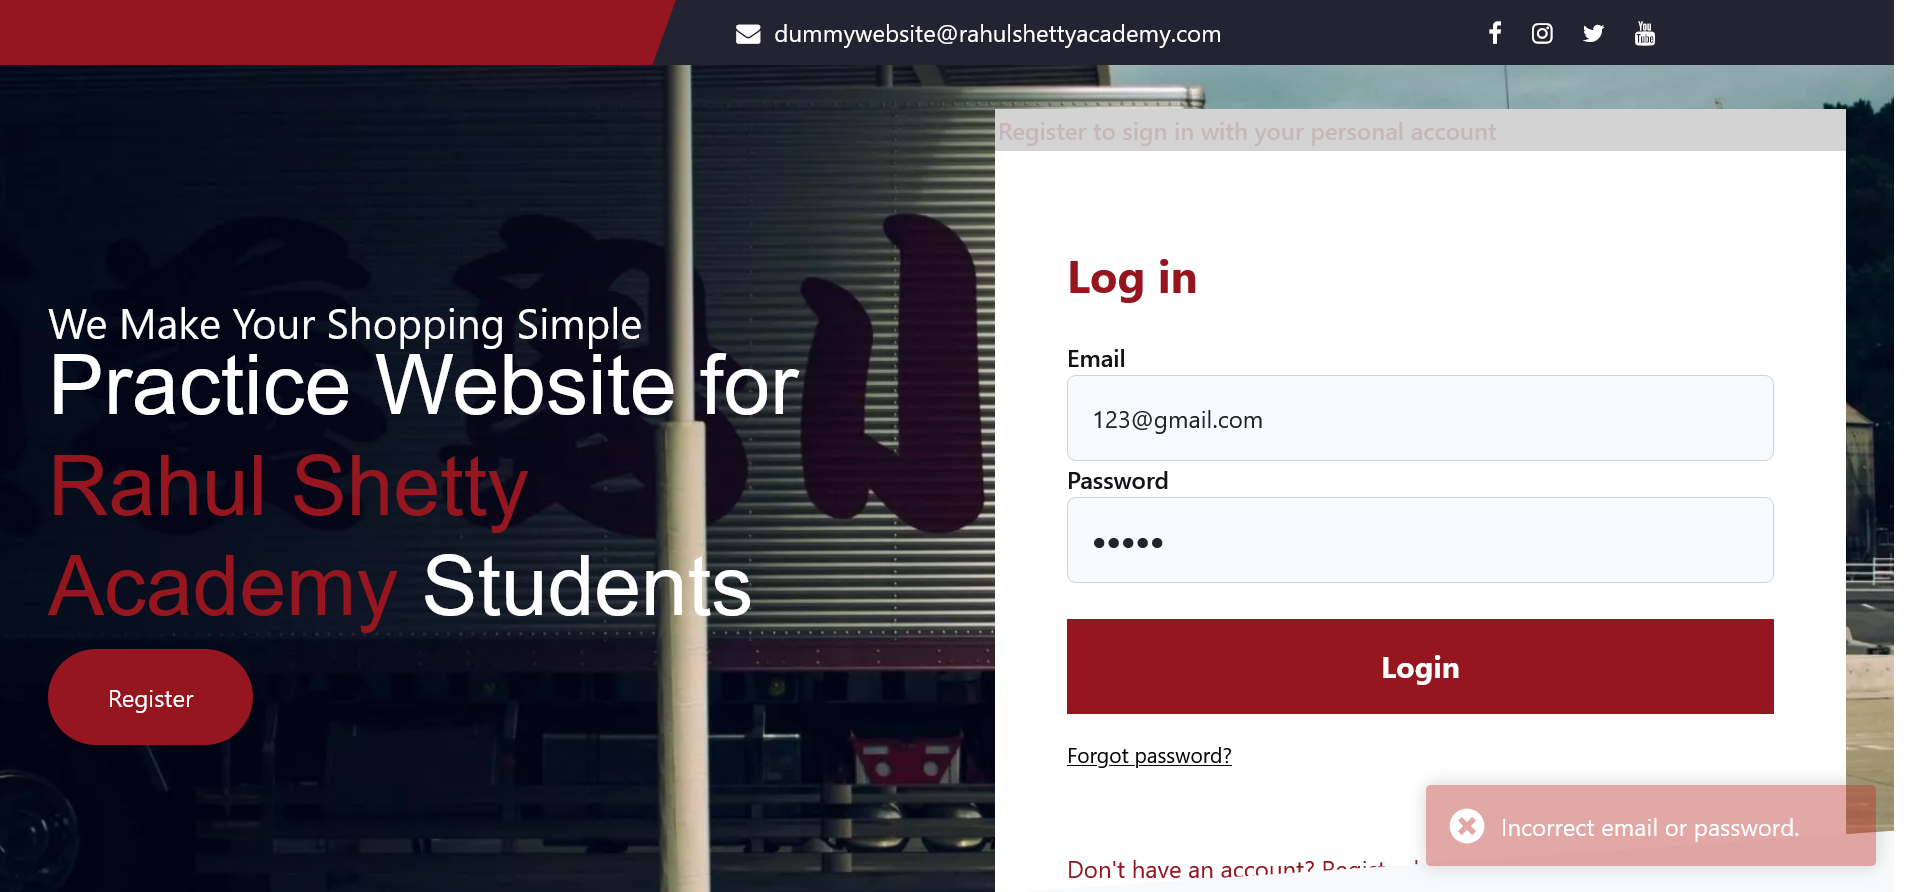 dummywebsite@rahulshettyacademy.com
You
Tube
Register to sign in with your personal account
We Make Your Shopping Simple
Practice Website for
Rahul Shetty
Academy Students
Register
Log in
Email
123@gmail.com
Password
•••••
Login
Forgot password?
Incorrect email or password.
Don't have an account?